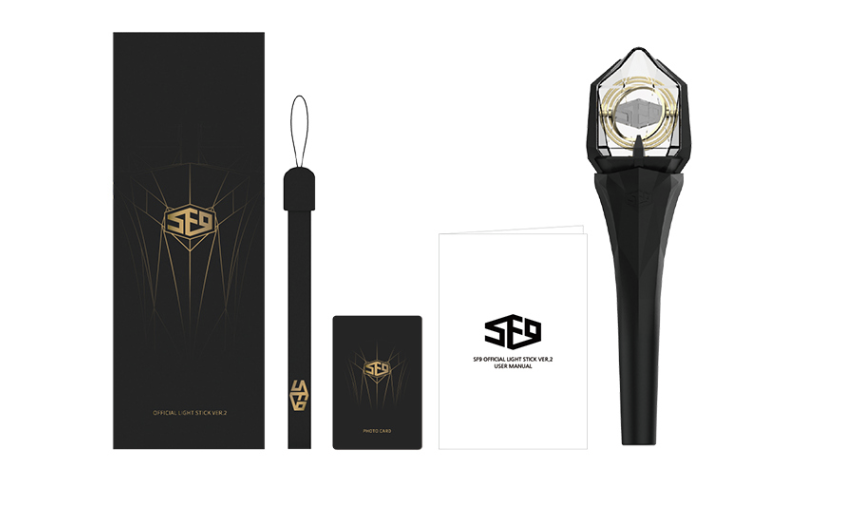 SF9
OFFICIAL LIGHT STICK VER.2
SF9
SF9
PHOTO CARD
SF9
SF9 OFFICIAL LIGHT STICK VER.2
USER MANUAL
SF9